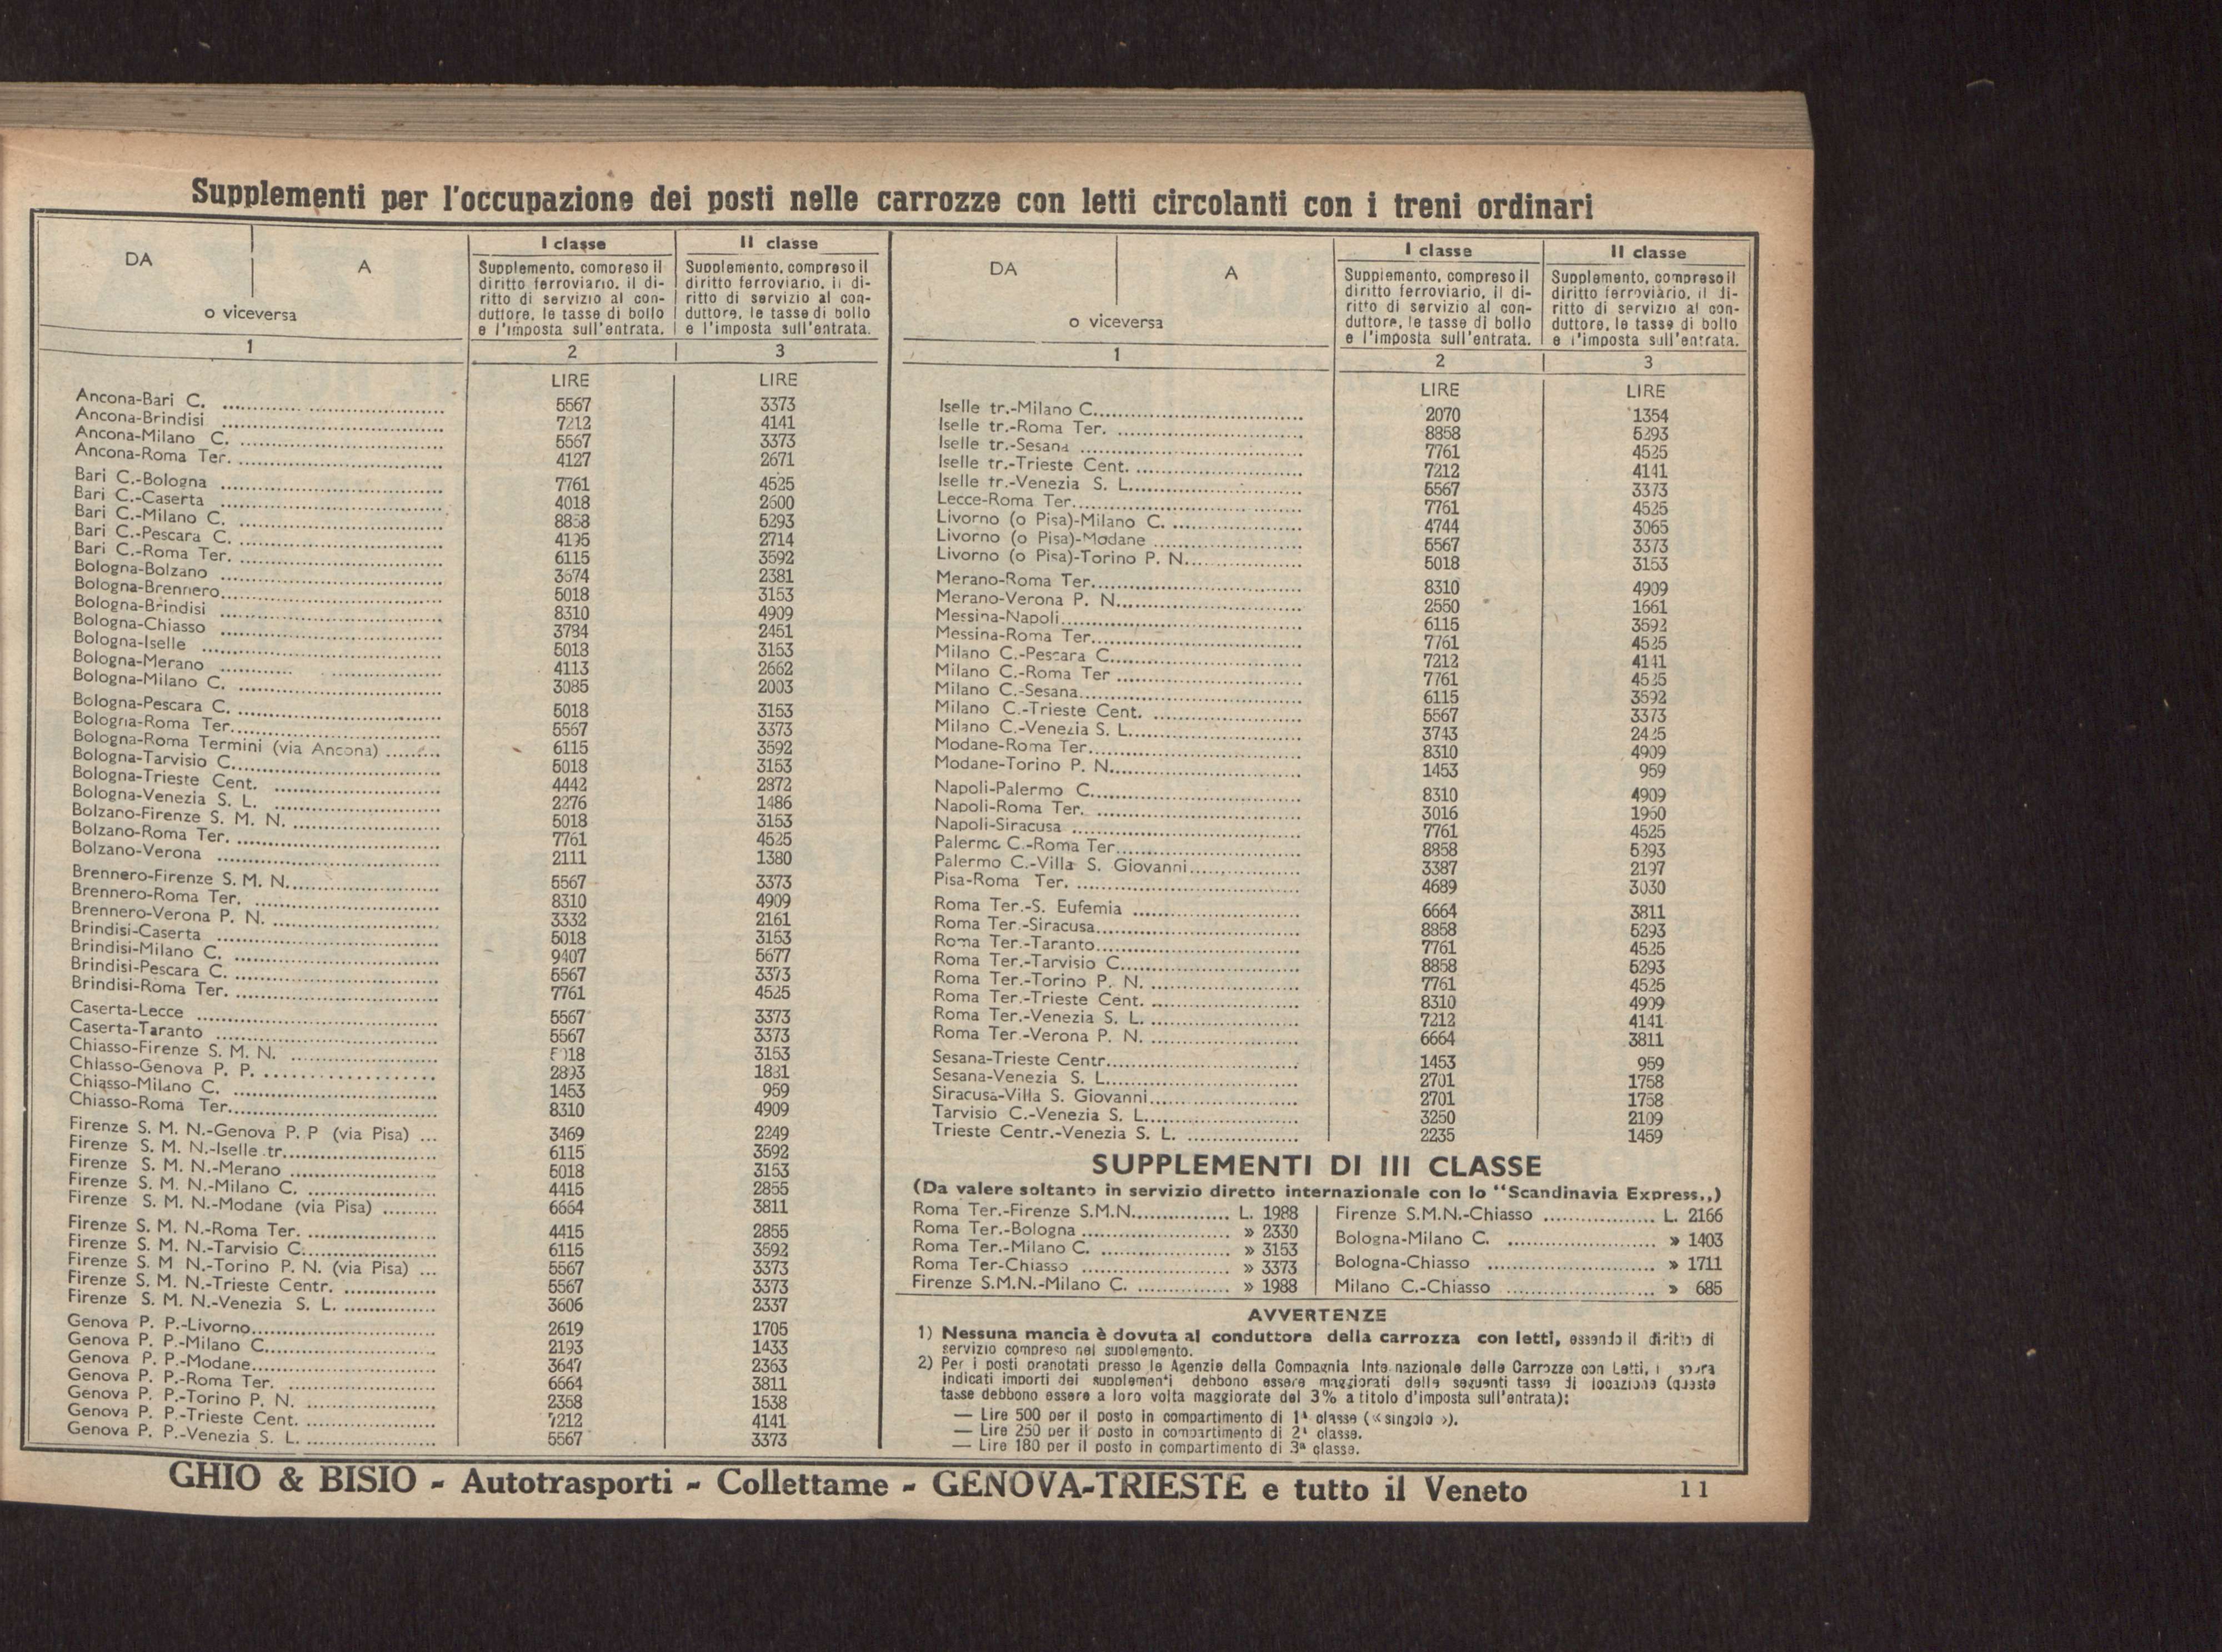 Supplementi per l'occupazione dei posti nelle carrozze con letti circolanti con i treni ordinari
DA A
o viceversa
I classe
Supplemento, compreso il
diritto ferroviario, il di-
ritto di servizio al con-
duttore, le tasse di bollo
e l'imposta sull'entrata.
II classe
Supplemento, compreso il
diritto ferroviario, il di-
ritto di servizio al con-
duttore, le tasse di bollo
e l'imposta sull'entrata.
1 2 3
LIRE LIRE
Ancona-Bari C. 5567 3373
Ancona-Brindisi 7212 4141
Ancona-Milano C. 5567 3373
Ancona-Roma Ter. 4127 2671
Bari C.-Bologna 7761 4525
Bari C.-Caserta 4018 2600
Bari C.-Milano C. 8858 5293
Bari C.-Pescara C. 4195 2714
Bari C.-Roma Ter. 6115 3592
Bologna-Bolzano 3674 2381
Bologna-Brennero 5018 3153
Bologna-Brindisi 8310 4909
Bologna-Chiasso 3784 2451
Bologna-Iselle 5018 3153
Bologna-Merano 4113 2662
Bologna-Milano C. 3085 2003
Bologna-Pescara C. 5018 3153
Bologna-Roma Ter. 5567 3373
Bologna-Roma Termini (via Ancona) 6115 3592
Bologna-Tarvisio C. 5018 3153
Bologna-Trieste Cent. 4442 2872
Bologna-Venezia S. L. 2276 1486
Bolzano-Firenze S. M. N. 5018 3153
Bolzano-Roma Ter. 7761 4525
Bolzano-Verona 2111 1380
Brennero-Firenze S. M. N. 5567 3373
Brennero-Roma Ter. 8310 4909
Brennero-Verona P. N. 3332 2161
Brindisi-Caserta 5018 3153
Brindisi-Milano C. 9407 5677
Brindisi-Pescara C. 5567 3373
Brindisi-Roma Ter. 7761 4525
Caserta-Lecce 5567 3373
Caserta-Taranto 5567 3373
Chiasso-Firenze S. M. N. 3153
Chiasso-Genova P. P. 2893 1881
Chiasso-Milano C. 1453 959
Chiasso-Roma Ter. 8310 4909
Firenze S. M. N.-Genova P. P (via Pisa) 3469 2249
Firenze S. M. N.-Iselle tr. 6115 3592
Firenze S. M. N.-Merano 5018 3153
Firenze S. M. N.-Milano C. 4415 2855
Firenze S. M. N.-Modane (via Pisa) 6664 3811
Firenze S. M. N.-Roma Ter. 4415 2855
Firenze S. M. N.-Tarvisio C. 6115 3592
Firenze S. M N.-Torino P. N. (via Pisa) 5567 3373
Firenze S. M. N.-Trieste Centr. 5567 3373
Firenze S. M. N.-Venezia S. L. 3606 2337
Genova P. P.-Livorno 2619 1705
Genova P. P.-Milano C. 2193 1433
Genova P. P.-Modane 3647 2363
Genova P. P.-Roma Ter. 6664 3811
Genova P. P.-Torino P. N. 2358 1538
Genova P. P.-Trieste Cent. 7212 4141
Genova P. P.-Venezia S. L. 5567 3373
DA A
o viceversa
I classe
Supplemento, compreso il
diritto ferroviario, il di-
ritto di servizio al con-
duttore, le tasse di bollo
e l'imposta sull'entrata.
II classe
Supplemento, compreso il
diritto ferroviario, il di-
ritto di servizio al con-
duttore, le tasse di bollo
e l'imposta sull'entrata.
1 2 3
LIRE LIRE
Iselle tr.-Milano C. 2070 1354
Iselle tr.-Roma Ter. 8858 5293
Iselle tr.-Sesana 7761 4525
Iselle tr.-Trieste Cent. 7212 4141
Iselle tr.-Venezia S. L. 5567 3373
Lecce-Roma Ter. 7761 4525
Livorno (o Pisa)-Milano C. 4744 3065
Livorno (o Pisa)-Modane 5567 3373
Livorno (o Pisa)-Torino P. N. 5018 3153
Merano-Roma Ter. 8310 4909
Merano-Verona P. N. 2550 1661
Messina-Napoli 6115 3592
Messina-Roma Ter. 7761 4525
Milano C.-Pescara C. 7212 4141
Milano C.-Roma Ter 7761 4525
Milano C.-Sesana 6115 3592
Milano C.-Trieste Cent. 5567 3373
Milano C.-Venezia S. L. 3743
Modane-Roma Ter. 8310 4909
Modane-Torino P. N. 1453 959
Napoli-Palermo C. 8310 4909
Napoli-Roma Ter. 3016 1960
Napoli-Siracusa 7761 4525
Palermo C.-Roma Ter. 8858 5293
Palermo C.-Villa S. Giovanni 3387 2197
Pisa-Roma Ter. 4689 3030
Roma Ter.-S. Eufemia 6664 3811
Roma Ter.-Siracusa 8858 5293
Roma Ter.-Taranto 7761 4525
Roma Ter.-Tarvisio C. 8858 5293
Roma Ter.-Torino P. N. 7761 4525
Roma Ter.-Trieste Cent. 8310 4909
Roma Ter.-Venezia S. L. 7212 4141
Roma Ter.-Verona P. N. 6664 3811
Sesana-Trieste Centr. 1453 959
Sesana-Venezia S. L. 2701 1758
Siracusa-Villa S. Giovanni 2701 1758
Tarvisio C.-Venezia S. L. 3250 2109
Trieste Centr.-Venezia S. L. 2235 1459
SUPPLEMENTI DI III CLASSE
(Da valere soltanto in servizio diretto internazionale con lo "Scandinavia Express,,)
Roma Ter.-Firenze S.M.N. L. 1988
Roma Ter.-Bologna » 2330
Roma Ter.-Milano C. » 3153
Roma Ter-Chiasso » 3373
Firenze S.M.N.-Milano C. » 1988
Firenze S.M.N.-Chiasso L. 2166
Bologna-Milano C. » 1403
Bologna-Chiasso » 1711
Milano C.-Chiasso » 685
AVVERTENZE
1) Nessuna mancia è dovuta al conduttore della carrozza con letti, essendo il diritto di
servizio compreso nel supplemento.
2) Per i posti prenotati presso le Agenzie della Compagnia Internazionale delle Carrozze con Letti, i sopra
indicati importi dei supplementi debbono essere maggiorati delle seguenti tasse di locazione (queste
tasse debbono essere a loro volta maggiorate del 3% a titolo d'imposta sull'entrata):
— Lire 500 per il posto in compartimento di 1ª classe (« singolo »).
— Lire 250 per il posto in compartimento di 2ª classe.
— Lire 180 per il posto in compartimento di 3ª classe.
GHIO & BISIO - Autotrasporti - Collettame - GENOVA-TRIESTE e tutto il Veneto
11